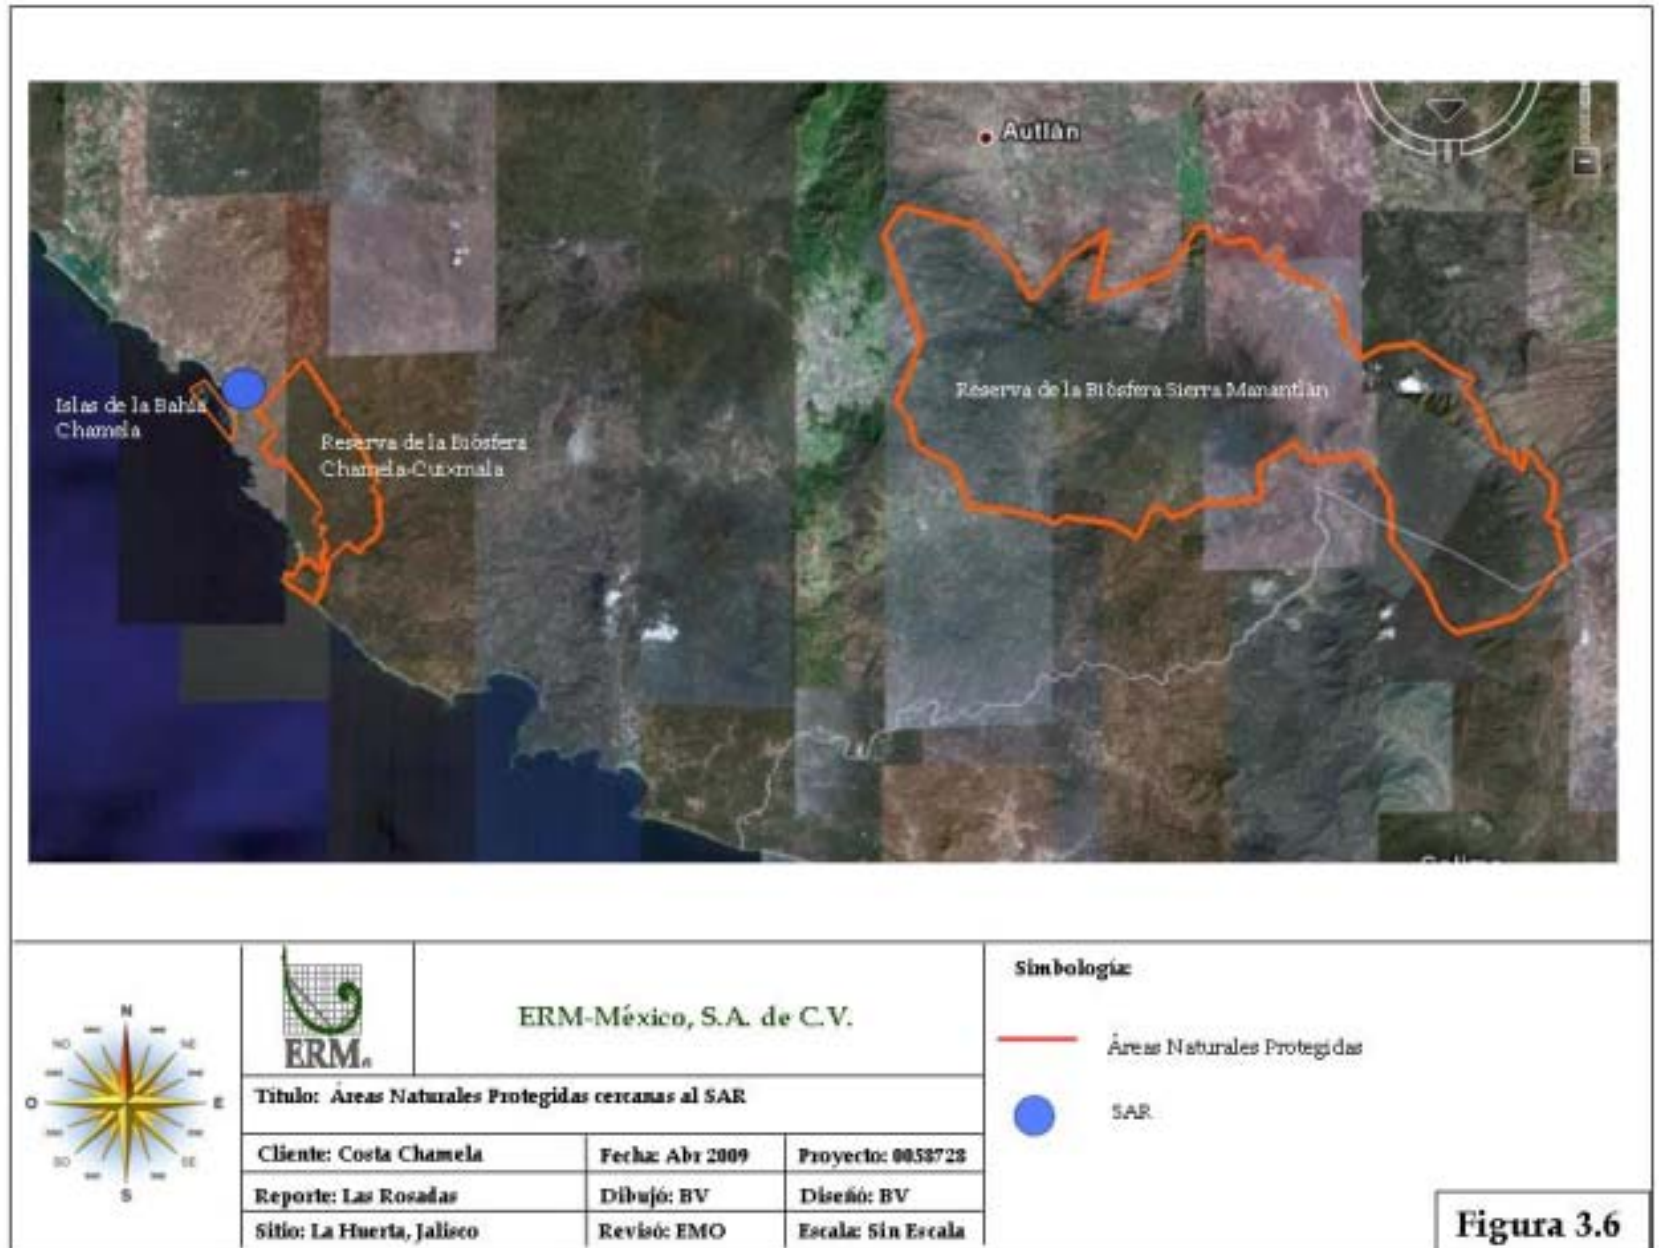 Autlán
Islas de la Bahía
Chamela
Reserva de la Biósfera
Chamela-Cuixmala
Reserva de la Biósfera Sierra Manantlán
N
NO
NE
O
E
SO
SE
S
ERM
ERM-México, S.A. de C.V.
Título: Áreas Naturales Protegidas cercanas al SAR
Cliente: Costa Chamela
Fecha: Abr 2009
Proyecto: 0058728
Reporte: Las Rosadas
Dibujó: BV
Diseñó: BV
Sitio: La Huerta, Jalisco
Revisó: EMO
Escala: Sin Escala
Simbología:
Áreas Naturales Protegidas
SAR
Figura 3.6